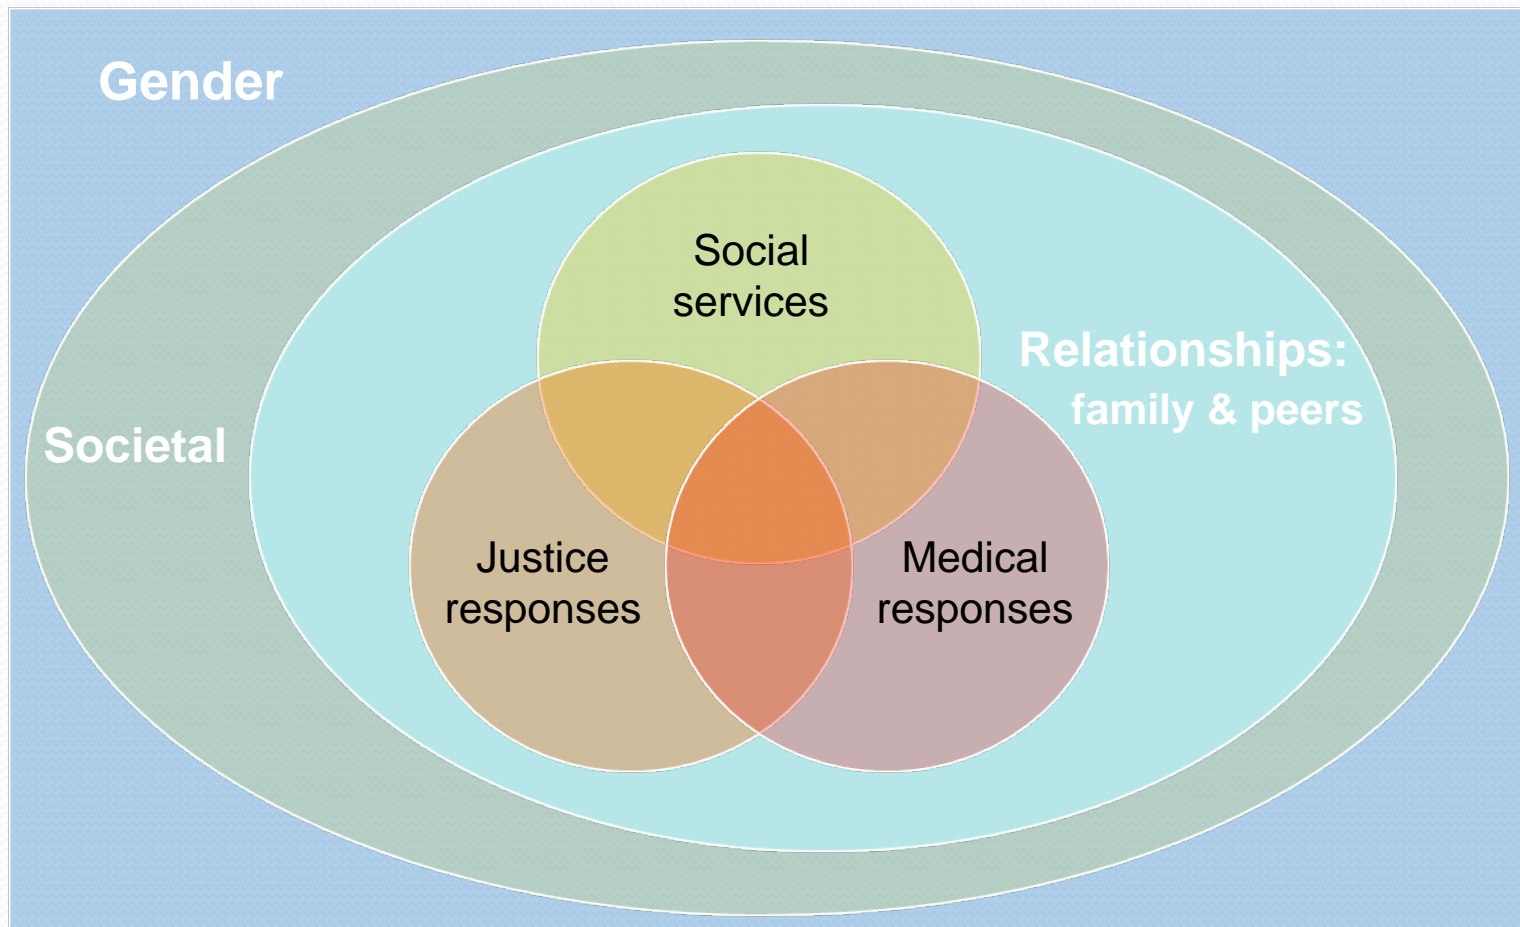 Gender
Social
services
Relationships:
family & peers
Societal
Justice
responses
Medical
responses